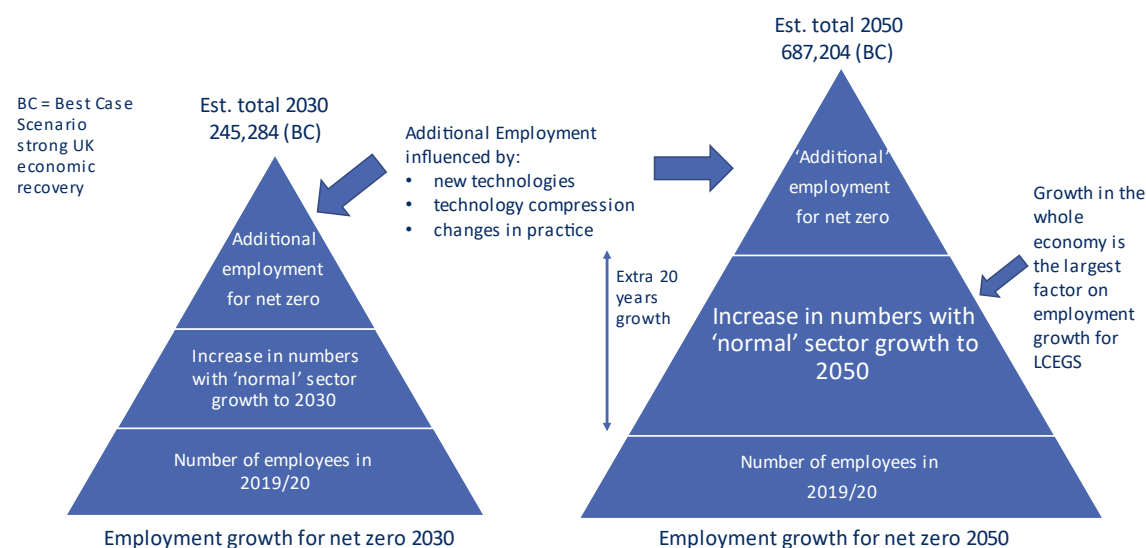 BC = Best Case
Scenario
strong UK
economic
recovery
Est. total 2030
245,284 (BC)
Additional
employment
for net zero
Increase in numbers
with ‘normal’ sector
growth to 2030
Number of employees in
2019/20
Employment growth for net zero 2030
Additional Employment
influenced by:
• new technologies
• technology compression
• changes in practice
Extra 20
years
growth
Est. total 2050
687,204 (BC)
‘Additional’
employment
for net zero
Increase in numbers with
‘normal’ sector growth to
2050
Number of employees in
2019/20
Employment growth for net zero 2050
Growth in the
whole
economy is
the largest
factor on
employment
growth for
LCEGS